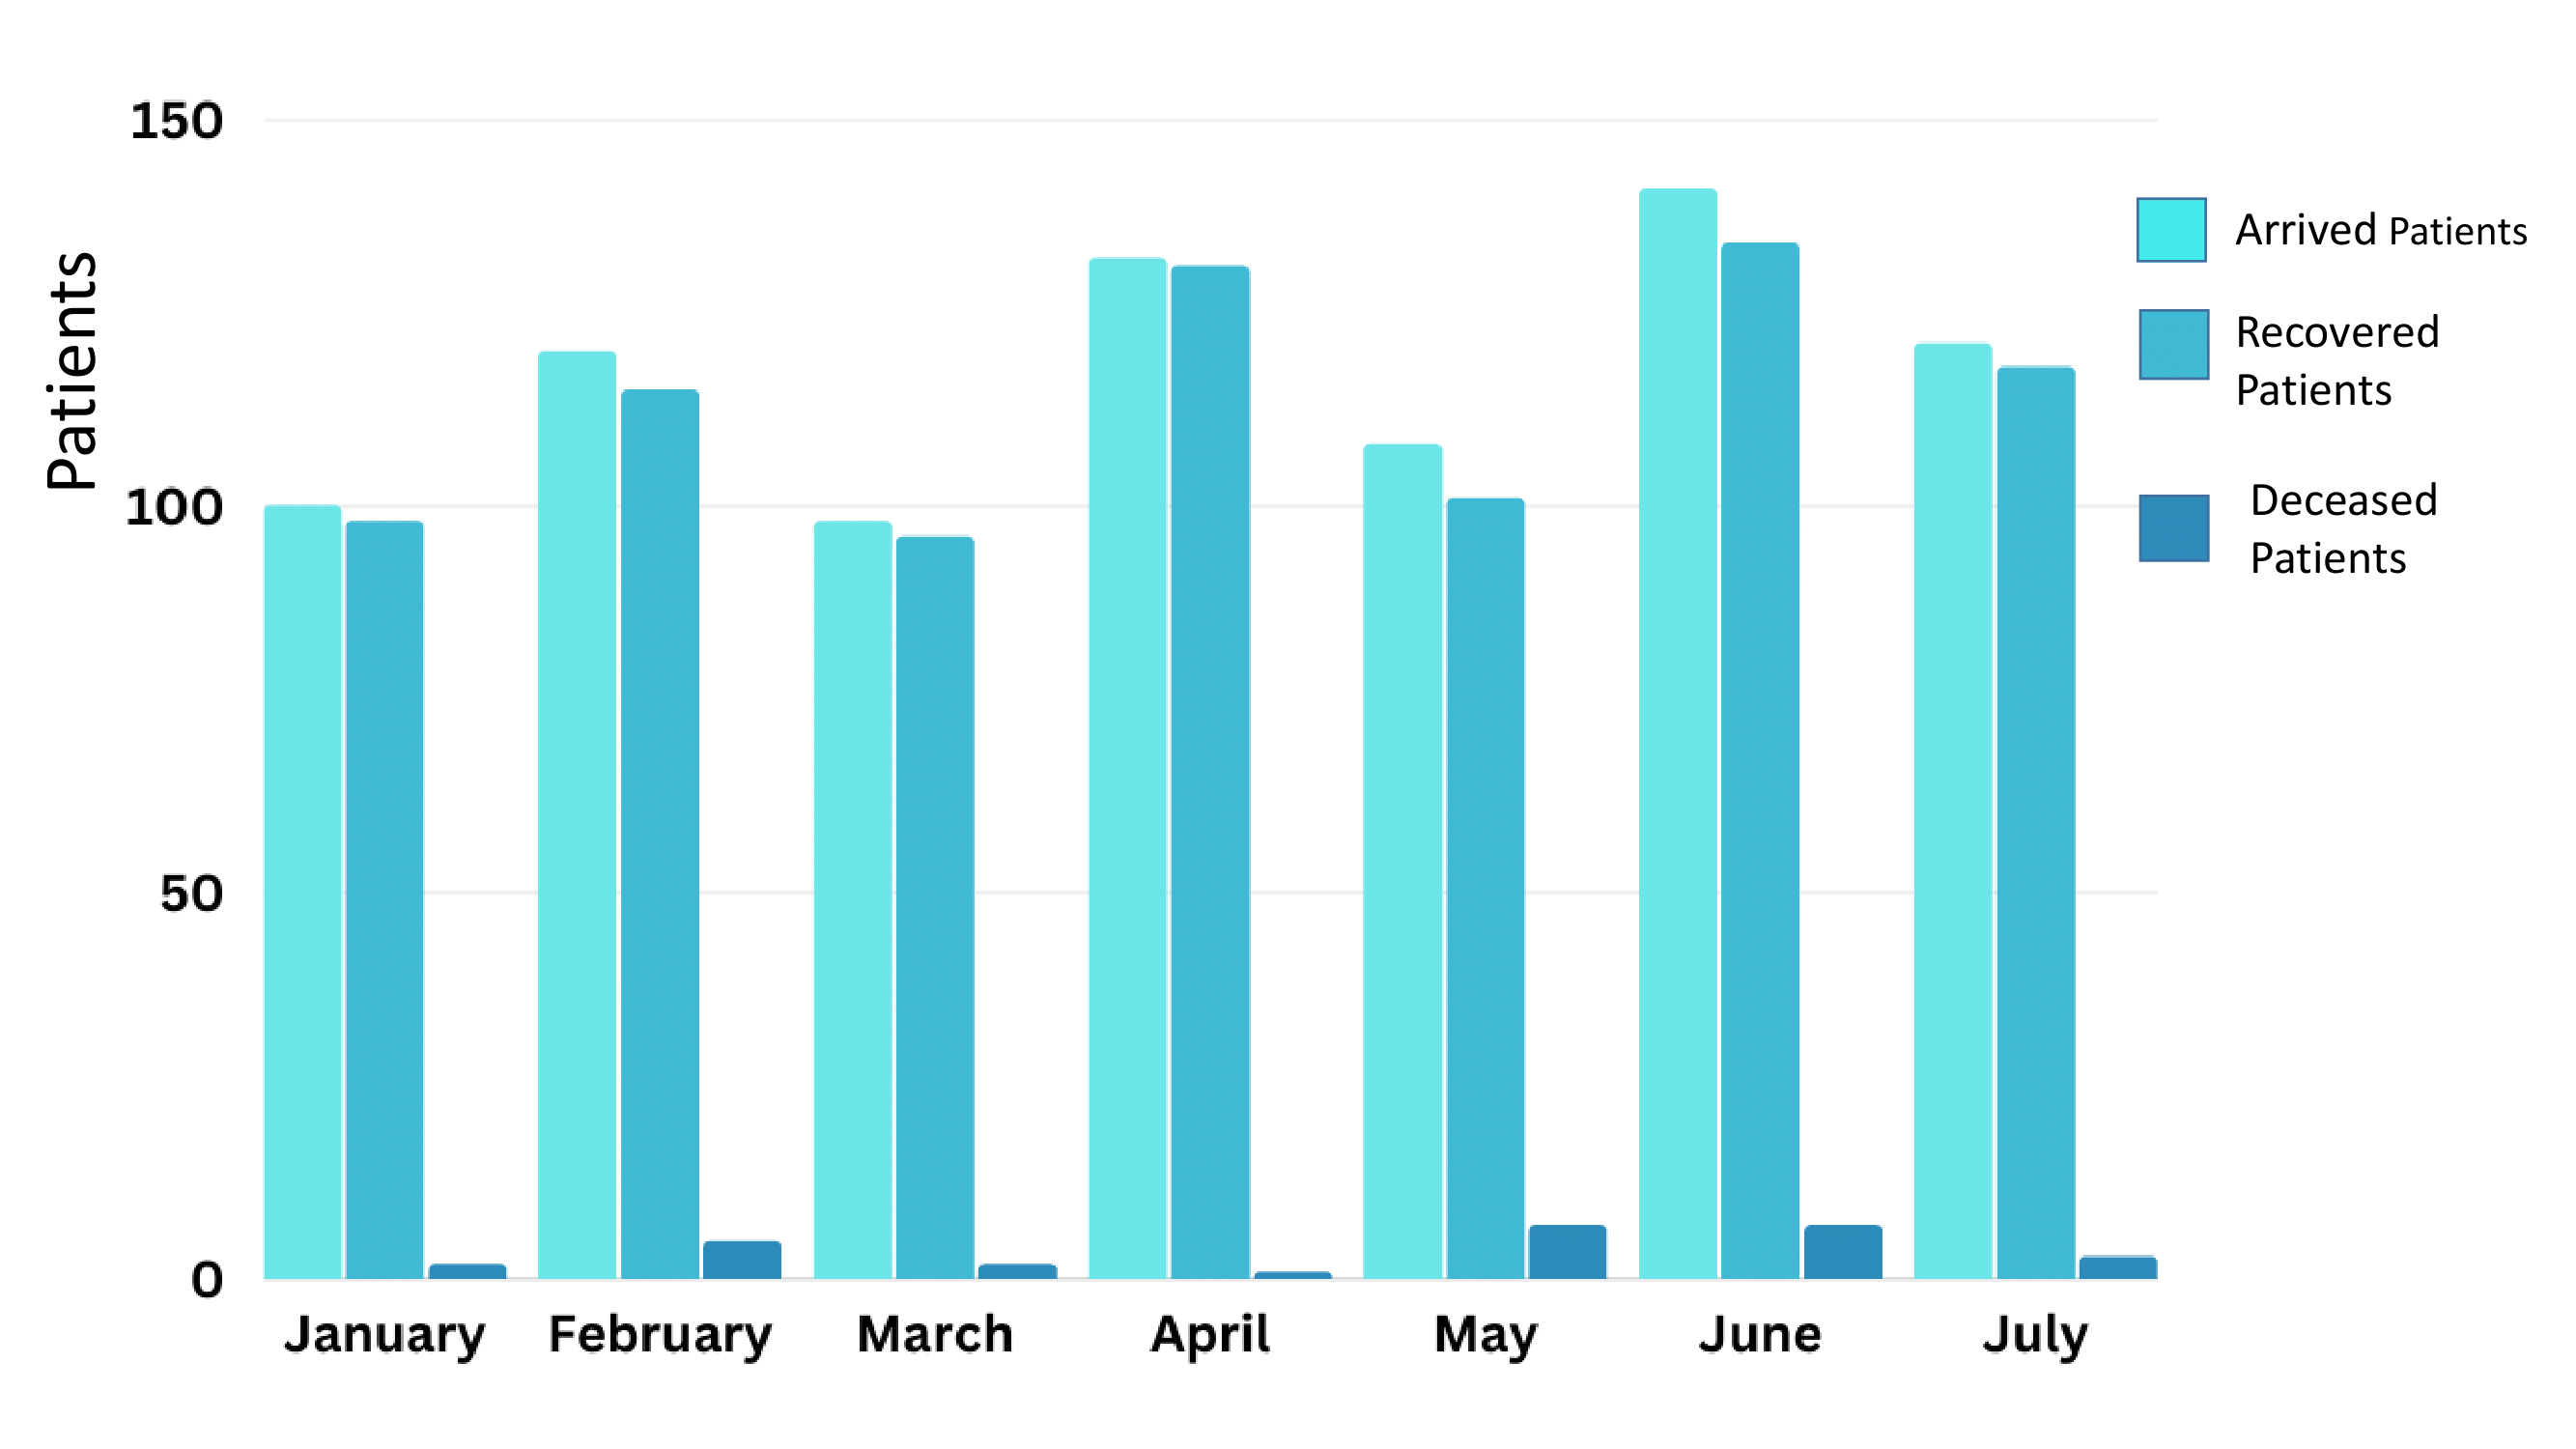 150
100
50
0
Patients
January
February
March
April
May
June
July
Arrived Patients
Recovered
Patients
Deceased
Patients